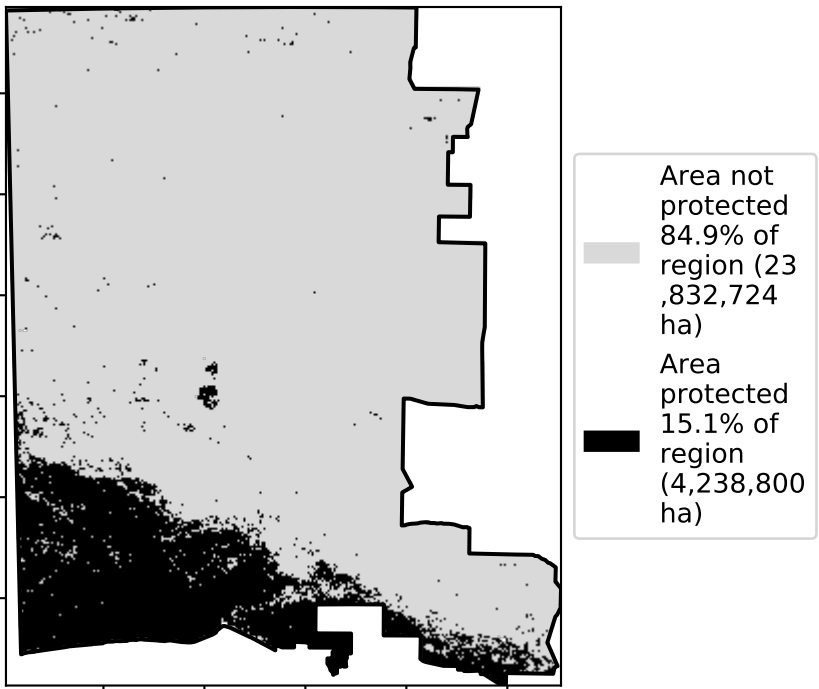 Area not
protected
84.9% of
region (23
,832,724
ha)
Area
protected
15.1% of
region
(4,238,800
ha)